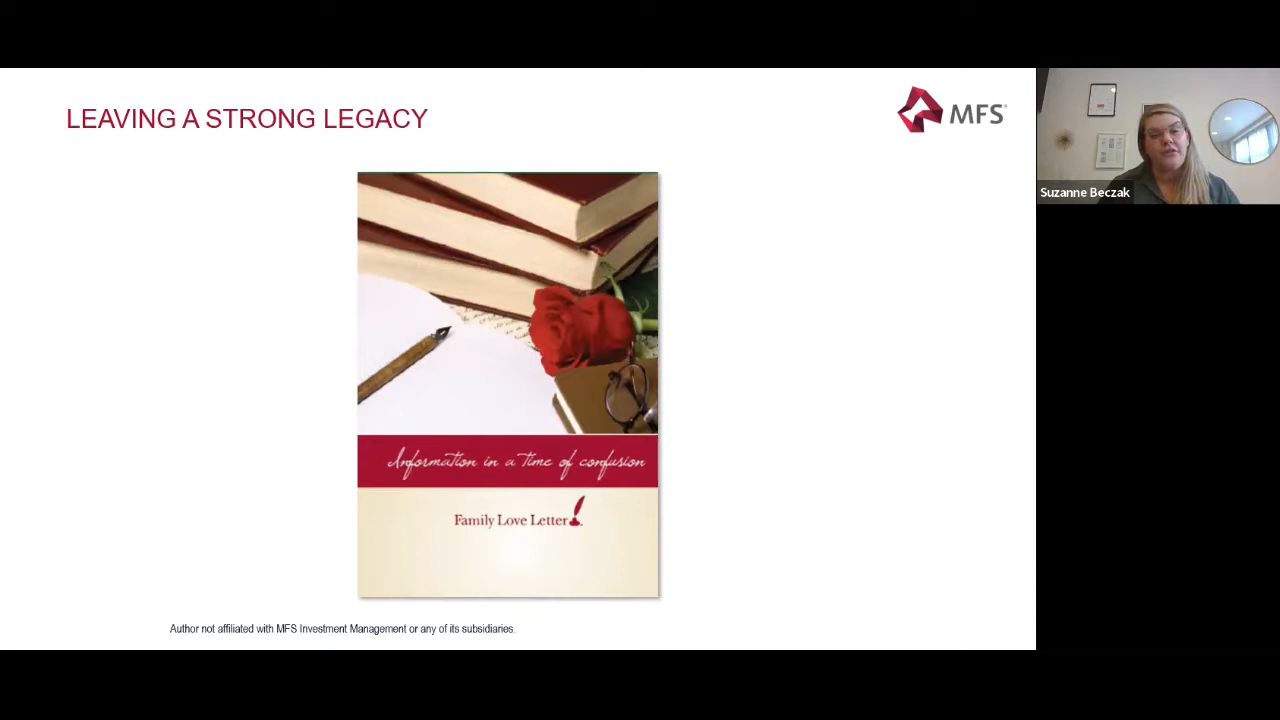 LEAVING A STRONG LEGACY
MFS®
Suzanne Beczak
Information in a time of confusion
Family Love Letter
Author not affiliated with MFS Investment Management or any of its subsidiaries.